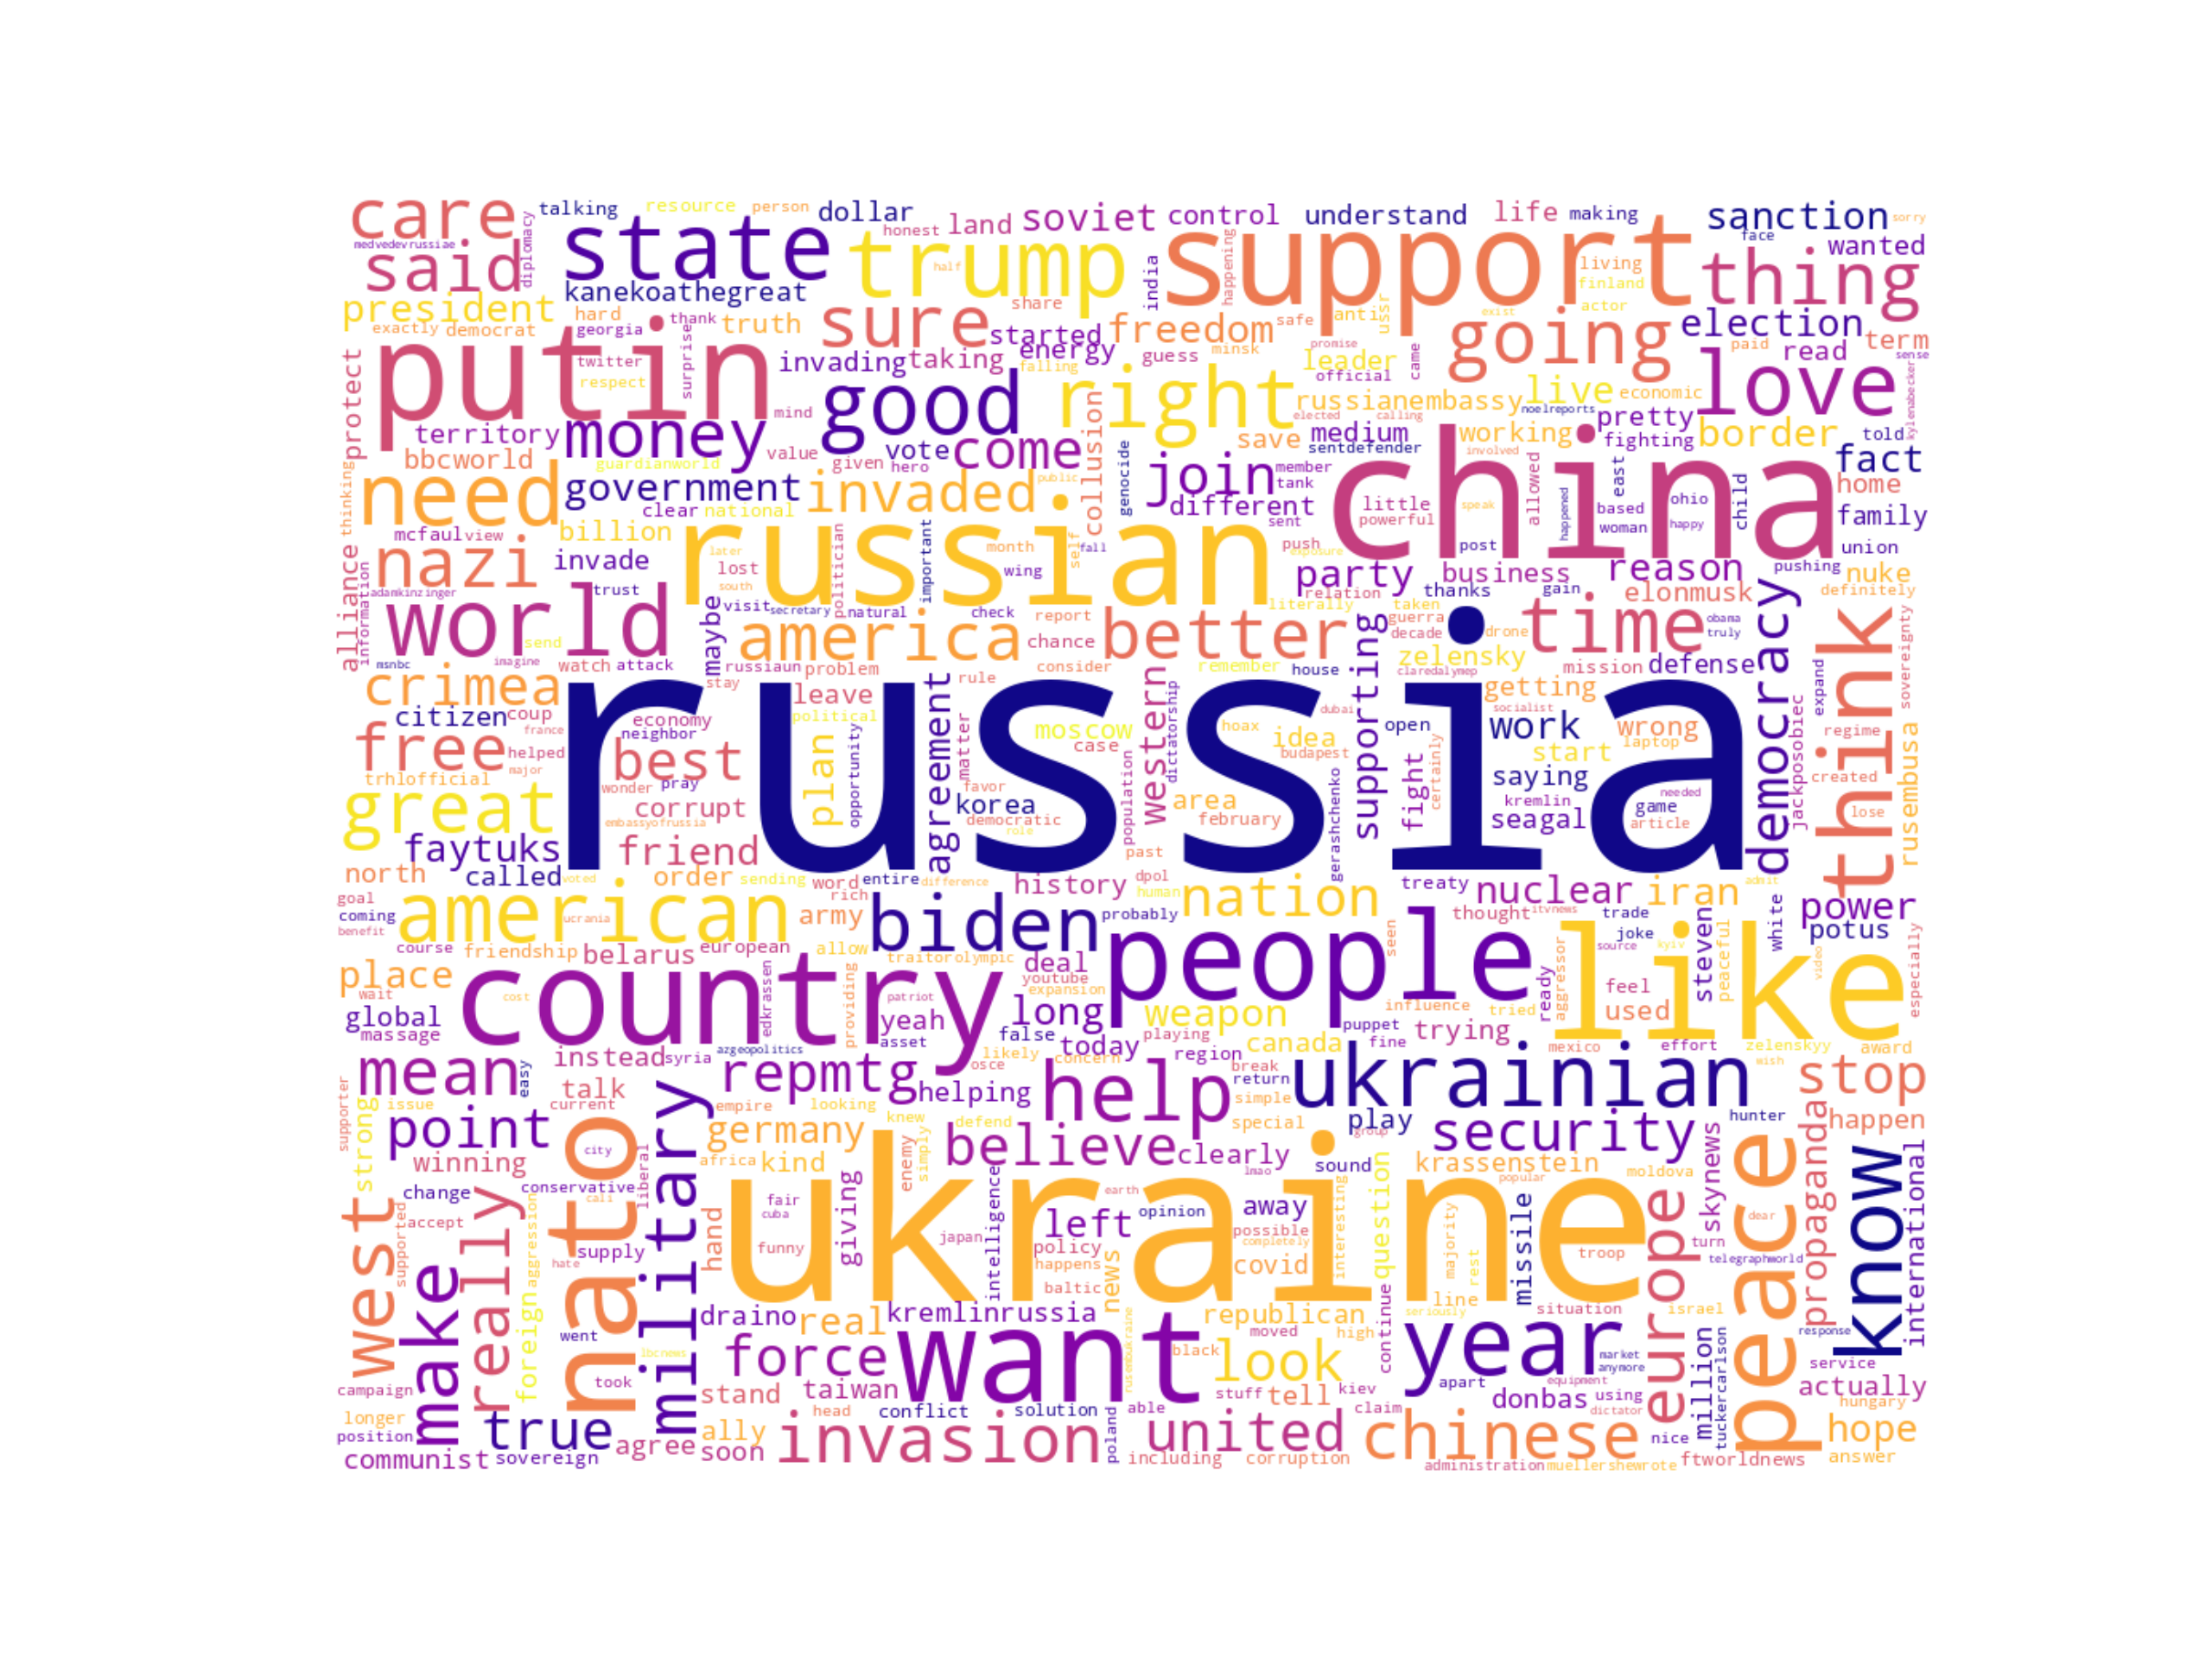 care
talking
resource
person
dollar
honest
land
soviet
control
understand
life
making
sanction
sorry
medvedevrussiae
said
diplomacy
state
trump
half
support
happening
india
living
finland
face
wanted
thing
president
kanekoathegreat
hard
share
actor
exactly
democrat
georgia
thank
truth
sure
started
freedom
safe
anti
ussr
exist
going
election
term
putin
twitter
respect
surprise
invading
taking
energy
falling
guess
minsk
promise
leader
official
came
paid
read
sense
protect
good
right
russianembassy
live
economic
love
kylenabecker
mind
elected
calling
noelreports
pretty
territory
money
value
vote
come
collusion
save
medium
sentdefender
working
fighting
border
told
bbcworld
guardianworld
given
hero
genocide
join
member
tank
china
involved
fact
thinking
need
government
invaded
public
different
little
powerful
allowed
east
ohio
child
home
clear
national
sent
speak
happened
based
woman
happy
family
mcfaul
view
billion
russian
later
south
politician
important
month
self
fall
push
exposure
post
union
alliance
information
nazi
invade
lost
wing
party
relation
business
reason
pushing
nuke
adamkinzinger
trust
visit
secretary
natural
check
report
literally
taken
guerra
decade
thanks
gain
elonmusk
definitely
world
send
maybe
america
chance
better
supporting
drone
time
obama
truly
democracy
think
sovereignty
msnbc
imagine
watch
attack
russiaun
problem
consider
remember
house
zelensky
claredalymep
mission
defense
expand
crimea
stay
leave
rule
western
dictatorship
getting
socialist
citizen
coup
economy
neighbor
political
agreement
matter
moscow
case
hoax
idea
dubai
budapest
open
work
wrong
laptop
jackposobiec
regime
rusembusa
free
france
helped
best
plan
opportunity
russia
start
trhlofficial
major
wonder
pray
favor
korea
population
area
february
gerashchenko
fight
certainly
saying
kremlin
needed
game
created
great
corrupt
embassyofrussia
democratic
role
seagal
article
lose
faytuks
friend
past
north
called
voted
order
sending
word
rich
entire
difference
history
dpol
human
nation
treaty
nuclear
iran
admit
goal
coming
benefit
american
ucrania
army
biden
probably
seen
thought
itvnews
trade
joke
steven
white
power
potus
course
friendship
belarus
european
allow
traitorolympic
deal
youtube
expansion
people
aggressor
source
kyiv
peaceful
video
especially
place
wait
cost
country
edkrassen
providing
patriot
yeah
asset
long
false
weapon
influence
tried
ready
like
feel
used
global
massage
azgeopolitics
today
playing
puppet
fine
trying
mean
easy
instead
syria
repmtg
likely
osce
concern
region
canada
break
return
mexico
effort
zelenskyy
wish
award
supporter
issue
talk
current
helping
help
simple
ukrainian
stop
strong
point
military
empire
looking
knew
defend
special
play
group
security
hunter
propaganda
happen
winning
nato
city
germany
enemy
simply
believe
clearly
lmao
sound
krassenstein
popular
moldova
skynews
peace
know
international
change
conservative
cali
liberal
africa
kind
fair
cuba
giving
intelligence
earth
opinion
away
interesting
question
west
supported
accept
really
foreign
aggression
supply
hate
hand
funny
ukraine
japan
left
policy
happens
baltic
possible
completely
covid
majority
rest
missile
troop
europe
turn
dear
telegraphworld
make
went
lbcnews
took
draino
real
kremlinrussia
news
rusembukraine
republican
moved
high
continue
line
seriously
situation
israel
response
campaign
force
want
black
look
year
market
anymore
million
tuckercarlson
service
stand
taiwan
stuff
tell
kiev
apart
equipment
actually
longer
position
true
ally
head
conflict
solution
poland
able
claim
donbas
using
dictator
hungary
hope
communist
sovereign
agree
soon
invasion
united
including
corruption
chinese
nice
administration
muellershewrote
ftworldnews
answer